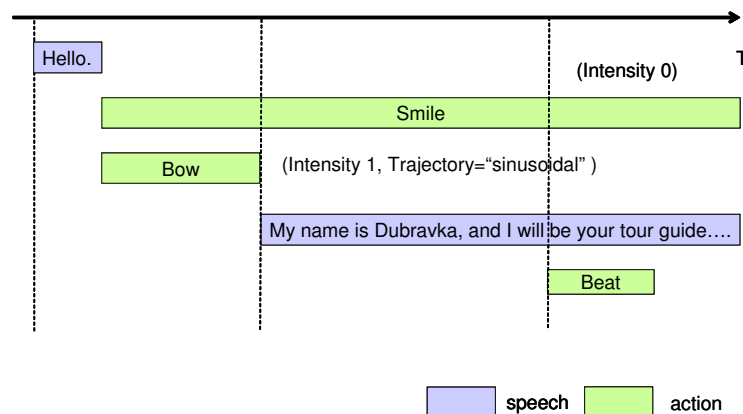 Hello.
T
(Intensity 0)
Smile
Bow
(Intensity 1, Trajectory=“sinusoidal” )
My name is Dubravka, and I will be your tour guide….
Beat
speech
action